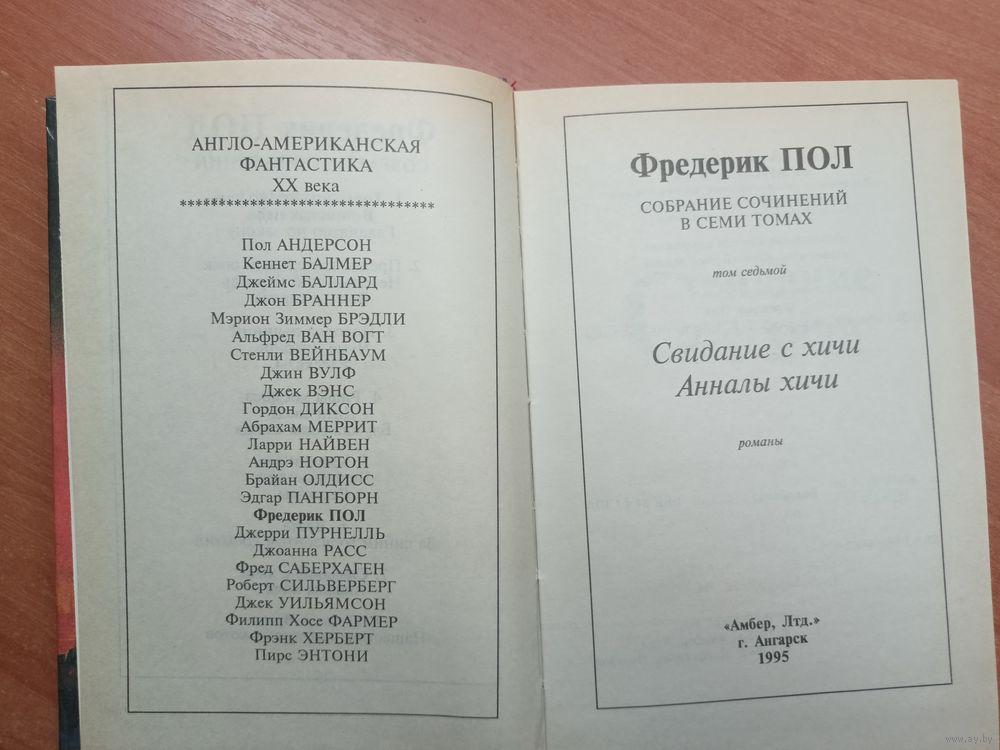 АНГЛО-АМЕРИКАНСКАЯ
ФАНТАСТИКА
XX века
********************************
Пол АНДЕРСОН
Кеннет БАЛМЕР
Джеймс БАЛЛАРД
Джон БРАННЕР
Мэрион Зиммер БРЭДЛИ
Альфред ВАН ВОГТ
Стенли ВЕЙНБАУМ
Джин ВУЛФ
Джек ВЭНС
Гордон ДИКСОН
Абрахам МЕРРИТ
Ларри НАЙВЕН
Андрэ НОРТОН
Брайан ОЛДИСС
Эдгар ПАНГБОРН
Фредерик ПОЛ
Джерри ПУРНЕЛЛЬ
Джоанна РАСС
Фред САБЕРХАГЕН
Роберт СИЛЬВЕРБЕРГ
Джек УИЛЬЯМСОН
Филипп Хосе ФАРМЕР
Фрэнк ХЕРБЕРТ
Пирс ЭНТОНИ
Фредерик ПОЛ
СОБРАНИЕ СОЧИНЕНИЙ
В СЕМИ ТОМАХ
том седьмой
Свидание с хичи
Анналы хичи
романы
«Амбер, Лтд.»
г. Ангарск
1995
www.ay.by